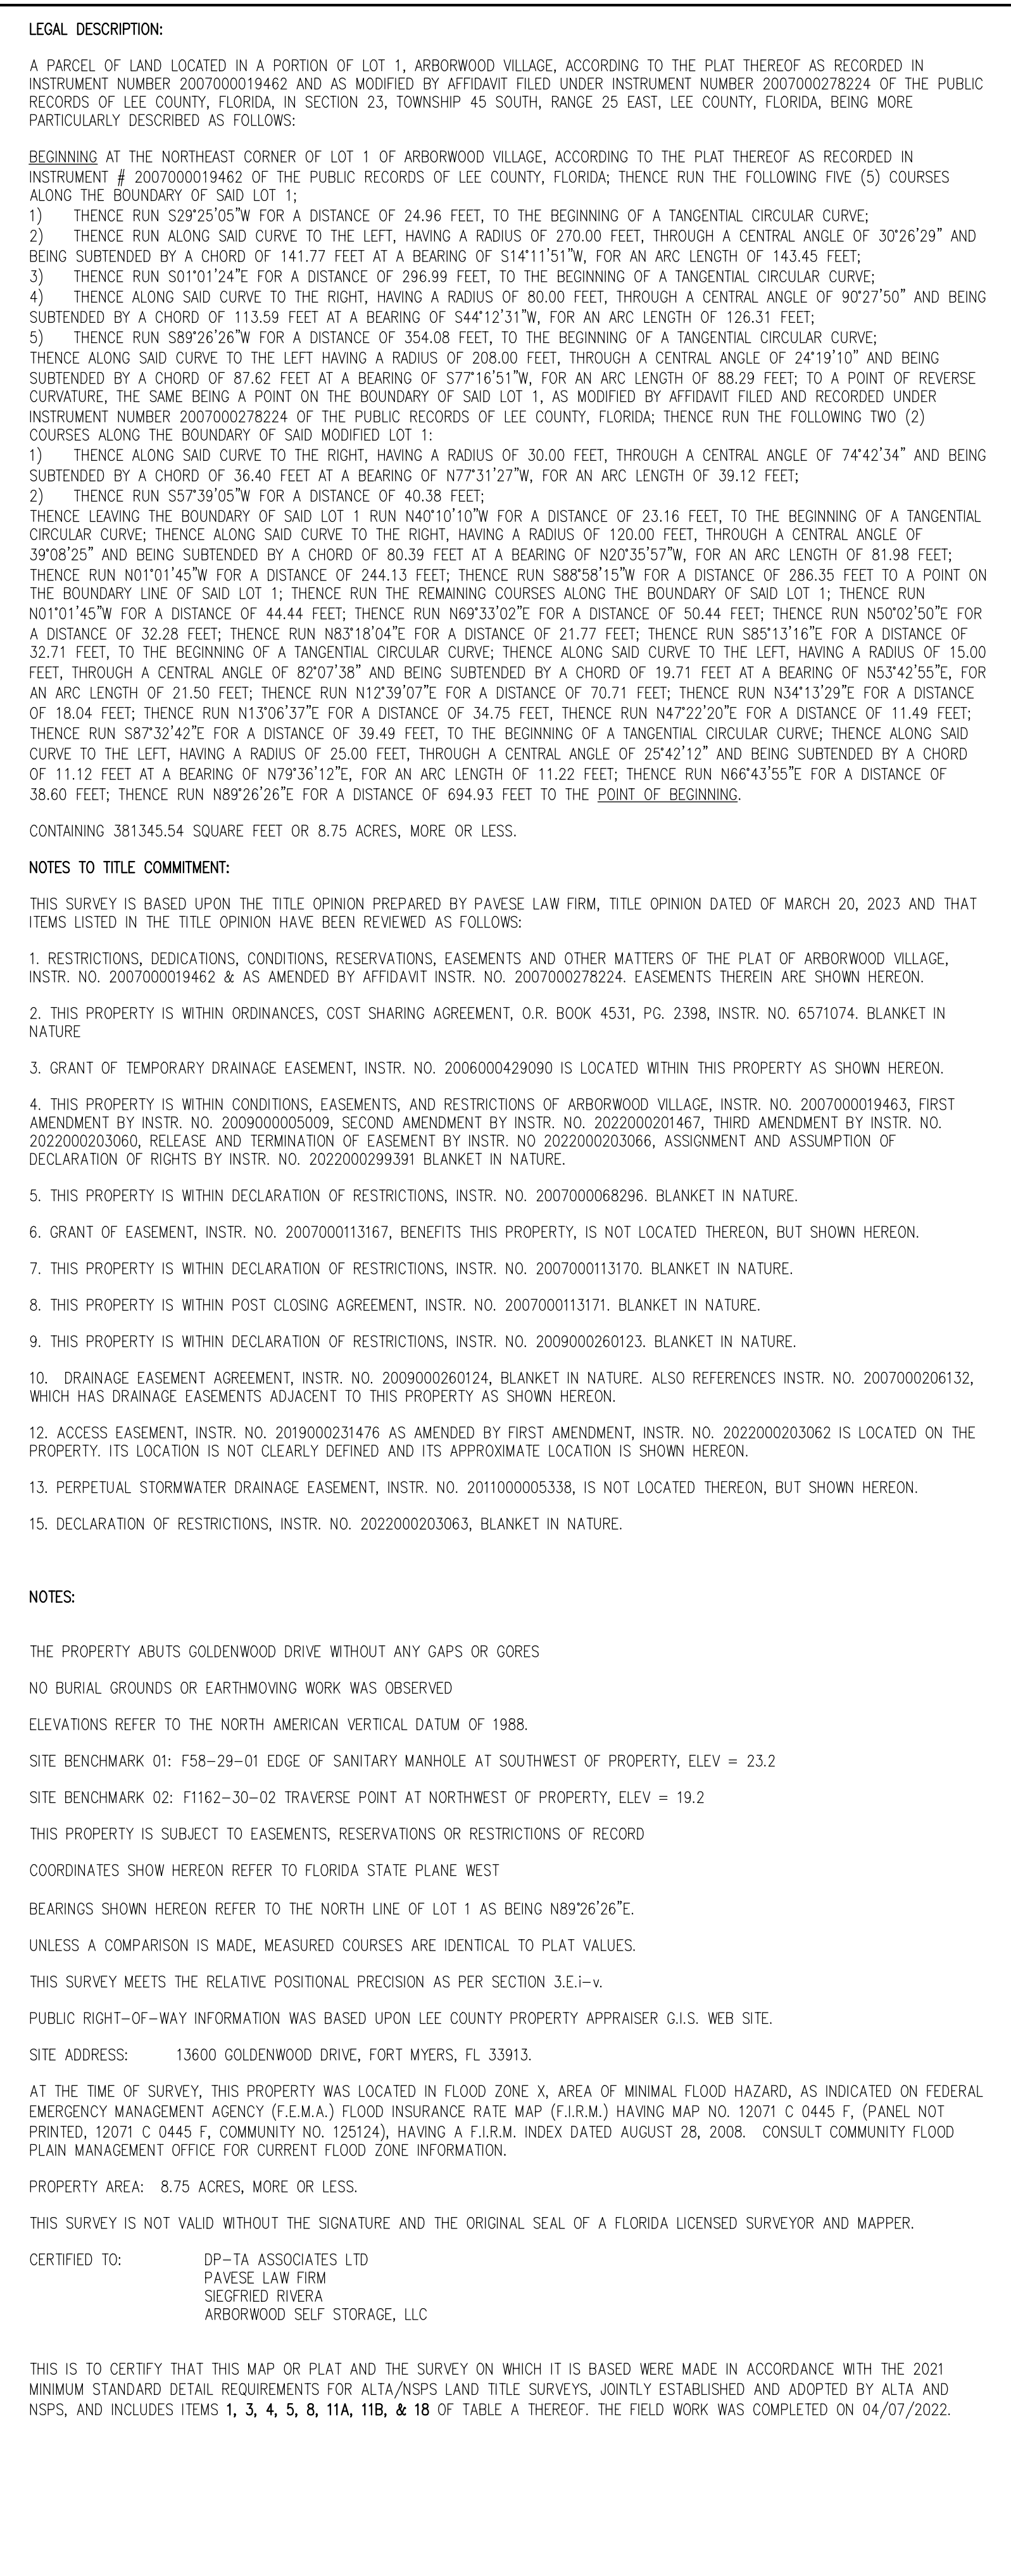 LEGAL DESCRIPTION:
A PARCEL OF LAND LOCATED IN A PORTION OF LOT 1, ARBORWOOD VILLAGE, ACCORDING TO THE PLAT THEREOF AS RECORDED IN
INSTRUMENT NUMBER 2007000019462 AND AS MODIFIED BY AFFIDAVIT FILED UNDER INSTRUMENT NUMBER 2007000278224 OF THE PUBLIC
RECORDS OF LEE COUNTY, FLORIDA, IN SECTION 23, TOWNSHIP 45 SOUTH, RANGE 25 EAST, LEE COUNTY, FLORIDA, BEING MORE
PARTICULARLY DESCRIBED AS FOLLOWS:
BEGINNING AT THE NORTHEAST CORNER OF LOT 1 OF ARBORWOOD VILLAGE, ACCORDING TO THE PLAT THEREOF AS RECORDED IN
INSTRUMENT # 2007000019462 OF THE PUBLIC RECORDS OF LEE COUNTY, FLORIDA; THENCE RUN THE FOLLOWING FIVE (5) COURSES
ALONG THE BOUNDARY OF SAID LOT 1;
1) THENCE RUN S29°25'05"W FOR A DISTANCE OF 24.96 FEET, TO THE BEGINNING OF A TANGENTIAL CIRCULAR CURVE;
2) THENCE RUN ALONG SAID CURVE TO THE LEFT, HAVING A RADIUS OF 270.00 FEET, THROUGH A CENTRAL ANGLE OF 30°26'29" AND
BEING SUBTENDED BY A CHORD OF 141.77 FEET AT A BEARING OF S14°11'51"W, FOR AN ARC LENGTH OF 143.45 FEET;
3) THENCE RUN S01°01'24"E FOR A DISTANCE OF 296.99 FEET, TO THE BEGINNING OF A TANGENTIAL CIRCULAR CURVE;
4) THENCE ALONG SAID CURVE TO THE RIGHT, HAVING A RADIUS OF 80.00 FEET, THROUGH A CENTRAL ANGLE OF 90°27'50" AND BEING
SUBTENDED BY A CHORD OF 113.59 FEET AT A BEARING OF S44°12'31"W, FOR AN ARC LENGTH OF 126.31 FEET;
5) THENCE RUN S89°26'26"W FOR A DISTANCE OF 354.08 FEET, TO THE BEGINNING OF A TANGENTIAL CIRCULAR CURVE;
THENCE ALONG SAID CURVE TO THE LEFT HAVING A RADIUS OF 208.00 FEET, THROUGH A CENTRAL ANGLE OF 24°19'10" AND BEING
SUBTENDED BY A CHORD OF 87.62 FEET AT A BEARING OF S77°16'51"W, FOR AN ARC LENGTH OF 88.29 FEET; TO A POINT OF REVERSE
CURVATURE, THE SAME BEING A POINT ON THE BOUNDARY OF SAID LOT 1, AS MODIFIED BY AFFIDAVIT FILED AND RECORDED UNDER
INSTRUMENT NUMBER 2007000278224 OF THE PUBLIC RECORDS OF LEE COUNTY, FLORIDA; THENCE RUN THE FOLLOWING TWO (2)
COURSES ALONG THE BOUNDARY OF SAID MODIFIED LOT 1:
1) THENCE ALONG SAID CURVE TO THE RIGHT, HAVING A RADIUS OF 30.00 FEET, THROUGH A CENTRAL ANGLE OF 74°42'34" AND BEING
SUBTENDED BY A CHORD OF 36.40 FEET AT A BEARING OF N77°31'27"W, FOR AN ARC LENGTH OF 39.12 FEET;
2) THENCE RUN S57°39'05"W FOR A DISTANCE OF 40.38 FEET;
THENCE LEAVING THE BOUNDARY OF SAID LOT 1 RUN N40°10'10"W FOR A DISTANCE OF 23.16 FEET, TO THE BEGINNING OF A TANGENTIAL
CIRCULAR CURVE; THENCE ALONG SAID CURVE TO THE RIGHT, HAVING A RADIUS OF 120.00 FEET, THROUGH A CENTRAL ANGLE OF
39°08'25" AND BEING SUBTENDED BY A CHORD OF 80.39 FEET AT A BEARING OF N20°35'57"W, FOR AN ARC LENGTH OF 81.98 FEET;
THENCE RUN N01°01'45"W FOR A DISTANCE OF 244.13 FEET; THENCE RUN S88°58'15"W FOR A DISTANCE OF 286.35 FEET TO A POINT ON
THE BOUNDARY LINE OF SAID LOT 1; THENCE RUN THE REMAINING COURSES ALONG THE BOUNDARY OF SAID LOT 1; THENCE RUN
N01°01'45"W FOR A DISTANCE OF 44.44 FEET; THENCE RUN N69°33'02"E FOR A DISTANCE OF 50.44 FEET; THENCE RUN N50°02'50"E FOR
A DISTANCE OF 32.28 FEET; THENCE RUN N83°18'04"E FOR A DISTANCE OF 21.77 FEET; THENCE RUN S85°13'16"E FOR A DISTANCE OF
32.71 FEET, TO THE BEGINNING OF A TANGENTIAL CIRCULAR CURVE; THENCE ALONG SAID CURVE TO THE LEFT, HAVING A RADIUS OF 15.00
FEET, THROUGH A CENTRAL ANGLE OF 82°07'38" AND BEING SUBTENDED BY A CHORD OF 19.71 FEET AT A BEARING OF N53°42'55"E, FOR
AN ARC LENGTH OF 21.50 FEET; THENCE RUN N12°39'07"E FOR A DISTANCE OF 70.71 FEET; THENCE RUN N34°13'29"E FOR A DISTANCE
OF 18.04 FEET; THENCE RUN N13°06'37"E FOR A DISTANCE OF 34.75 FEET, THENCE RUN N47°22'20"E FOR A DISTANCE OF 11.49 FEET;
THENCE RUN S87°32'42"E FOR A DISTANCE OF 39.49 FEET, TO THE BEGINNING OF A TANGENTIAL CIRCULAR CURVE; THENCE ALONG SAID
CURVE TO THE LEFT, HAVING A RADIUS OF 25.00 FEET, THROUGH A CENTRAL ANGLE OF 25°42'12" AND BEING SUBTENDED BY A CHORD
OF 11.12 FEET AT A BEARING OF N79°36'12"E, FOR AN ARC LENGTH OF 11.22 FEET; THENCE RUN N66°43'55"E FOR A DISTANCE OF
38.60 FEET; THENCE RUN N89°26'26"E FOR A DISTANCE OF 694.93 FEET TO THE POINT OF BEGINNING.
CONTAINING 381345.54 SQUARE FEET OR 8.75 ACRES, MORE OR LESS.
NOTES TO TITLE COMMITMENT:
THIS SURVEY IS BASED UPON THE TITLE OPINION PREPARED BY PAVESE LAW FIRM, TITLE OPINION DATED OF MARCH 20, 2023 AND THAT
ITEMS LISTED IN THE TITLE OPINION HAVE BEEN REVIEWED AS FOLLOWS:
1. RESTRICTIONS, DEDICATIONS, CONDITIONS, RESERVATIONS, EASEMENTS AND OTHER MATTERS OF THE PLAT OF ARBORWOOD VILLAGE,
INSTR. NO. 2007000019462 & AS AMENDED BY AFFIDAVIT INSTR. NO. 2007000278224. EASEMENTS THEREIN ARE SHOWN HEREON.
2. THIS PROPERTY IS WITHIN ORDINANCES, COST SHARING AGREEMENT, O.R. BOOK 4531, PG. 2398, INSTR. NO. 6571074. BLANKET IN
NATURE
3. GRANT OF TEMPORARY DRAINAGE EASEMENT, INSTR. NO. 2006000429090 IS LOCATED WITHIN THIS PROPERTY AS SHOWN HEREON.
4. THIS PROPERTY IS WITHIN CONDITIONS, EASEMENTS, AND RESTRICTIONS OF ARBORWOOD VILLAGE, INSTR. NO. 2007000019463, FIRST
AMENDMENT BY INSTR. NO. 2009000005009, SECOND AMENDMENT BY INSTR. NO. 2022000201467, THIRD AMENDMENT BY INSTR. NO.
2022000203060, RELEASE AND TERMINATION OF EASEMENT BY INSTR. NO 2022000203066, ASSIGNMENT AND ASSUMPTION OF
DECLARATION OF RIGHTS BY INSTR. NO. 2022000299391 BLANKET IN NATURE.
5. THIS PROPERTY IS WITHIN DECLARATION OF RESTRICTIONS, INSTR. NO. 2007000068296. BLANKET IN NATURE.
6. GRANT OF EASEMENT, INSTR. NO. 2007000113167, BENEFITS THIS PROPERTY, IS NOT LOCATED THEREON, BUT SHOWN HEREON.
7. THIS PROPERTY IS WITHIN DECLARATION OF RESTRICTIONS, INSTR. NO. 2007000113170. BLANKET IN NATURE.
8. THIS PROPERTY IS WITHIN POST CLOSING AGREEMENT, INSTR. NO. 2007000113171. BLANKET IN NATURE.
9. THIS PROPERTY IS WITHIN DECLARATION OF RESTRICTIONS, INSTR. NO. 2009000260123. BLANKET IN NATURE.
10. DRAINAGE EASEMENT AGREEMENT, INSTR. NO. 2009000260124, BLANKET IN NATURE. ALSO REFERENCES INSTR. NO. 2007000206132,
WHICH HAS DRAINAGE EASEMENTS ADJACENT TO THIS PROPERTY AS SHOWN HEREON.
12. ACCESS EASEMENT, INSTR. NO. 2019000231476 AS AMENDED BY FIRST AMENDMENT, INSTR. NO. 2022000203062 IS LOCATED ON THE
PROPERTY. ITS LOCATION IS NOT CLEARLY DEFINED AND ITS APPROXIMATE LOCATION IS SHOWN HEREON.
13. PERPETUAL STORMWATER DRAINAGE EASEMENT, INSTR. NO. 2011000005338, IS NOT LOCATED THEREON, BUT SHOWN HEREON.
15. DECLARATION OF RESTRICTIONS, INSTR. NO. 2022000203063, BLANKET IN NATURE.
NOTES:
THE PROPERTY ABUTS GOLDENWOOD DRIVE WITHOUT ANY GAPS OR GORES
NO BURIAL GROUNDS OR EARTHMOVING WORK WAS OBSERVED
ELEVATIONS REFER TO THE NORTH AMERICAN VERTICAL DATUM OF 1988.
SITE BENCHMARK 01: F58-29-01 EDGE OF SANITARY MANHOLE AT SOUTHWEST OF PROPERTY, ELEV = 23.2
SITE BENCHMARK 02: F1162-30-02 TRAVERSE POINT AT NORTHWEST OF PROPERTY, ELEV = 19.2
THIS PROPERTY IS SUBJECT TO EASEMENTS, RESERVATIONS OR RESTRICTIONS OF RECORD
COORDINATES SHOW HEREON REFER TO FLORIDA STATE PLANE WEST
BEARINGS SHOWN HEREON REFER TO THE NORTH LINE OF LOT 1 AS BEING N89°26'26"E.
UNLESS A COMPARISON IS MADE, MEASURED COURSES ARE IDENTICAL TO PLAT VALUES.
THIS SURVEY MEETS THE RELATIVE POSITIONAL PRECISION AS PER SECTION 3.E.i-v.
PUBLIC RIGHT-OF-WAY INFORMATION WAS BASED UPON LEE COUNTY PROPERTY APPRAISER G.I.S. WEB SITE.
SITE ADDRESS: 13600 GOLDENWOOD DRIVE, FORT MYERS, FL 33913.
AT THE TIME OF SURVEY, THIS PROPERTY WAS LOCATED IN FLOOD ZONE X, AREA OF MINIMAL FLOOD HAZARD, AS INDICATED ON FEDERAL
EMERGENCY MANAGEMENT AGENCY (F.E.M.A.) FLOOD INSURANCE RATE MAP (F.I.R.M.) HAVING MAP NO. 12071 C 0445 F, (PANEL NOT
PRINTED, 12071 C 0445 F, COMMUNITY NO. 125124), HAVING A F.I.R.M. INDEX DATED AUGUST 28, 2008. CONSULT COMMUNITY FLOOD
PLAIN MANAGEMENT OFFICE FOR CURRENT FLOOD ZONE INFORMATION.
PROPERTY AREA: 8.75 ACRES, MORE OR LESS.
THIS SURVEY IS NOT VALID WITHOUT THE SIGNATURE AND THE ORIGINAL SEAL OF A FLORIDA LICENSED SURVEYOR AND MAPPER.
CERTIFIED TO: DP-TA ASSOCIATES LTD
PAVESE LAW FIRM
SIEGFRIED RIVERA
ARBORWOOD SELF STORAGE, LLC
THIS IS TO CERTIFY THAT THIS MAP OR PLAT AND THE SURVEY ON WHICH IT IS BASED WERE MADE IN ACCORDANCE WITH THE 2021
MINIMUM STANDARD DETAIL REQUIREMENTS FOR ALTA/NSPS LAND TITLE SURVEYS, JOINTLY ESTABLISHED AND ADOPTED BY ALTA AND
NSPS, AND INCLUDES ITEMS 1, 3, 4, 5, 8, 11A, 11B, & 18 OF TABLE A THEREOF. THE FIELD WORK WAS COMPLETED ON 04/07/2022.